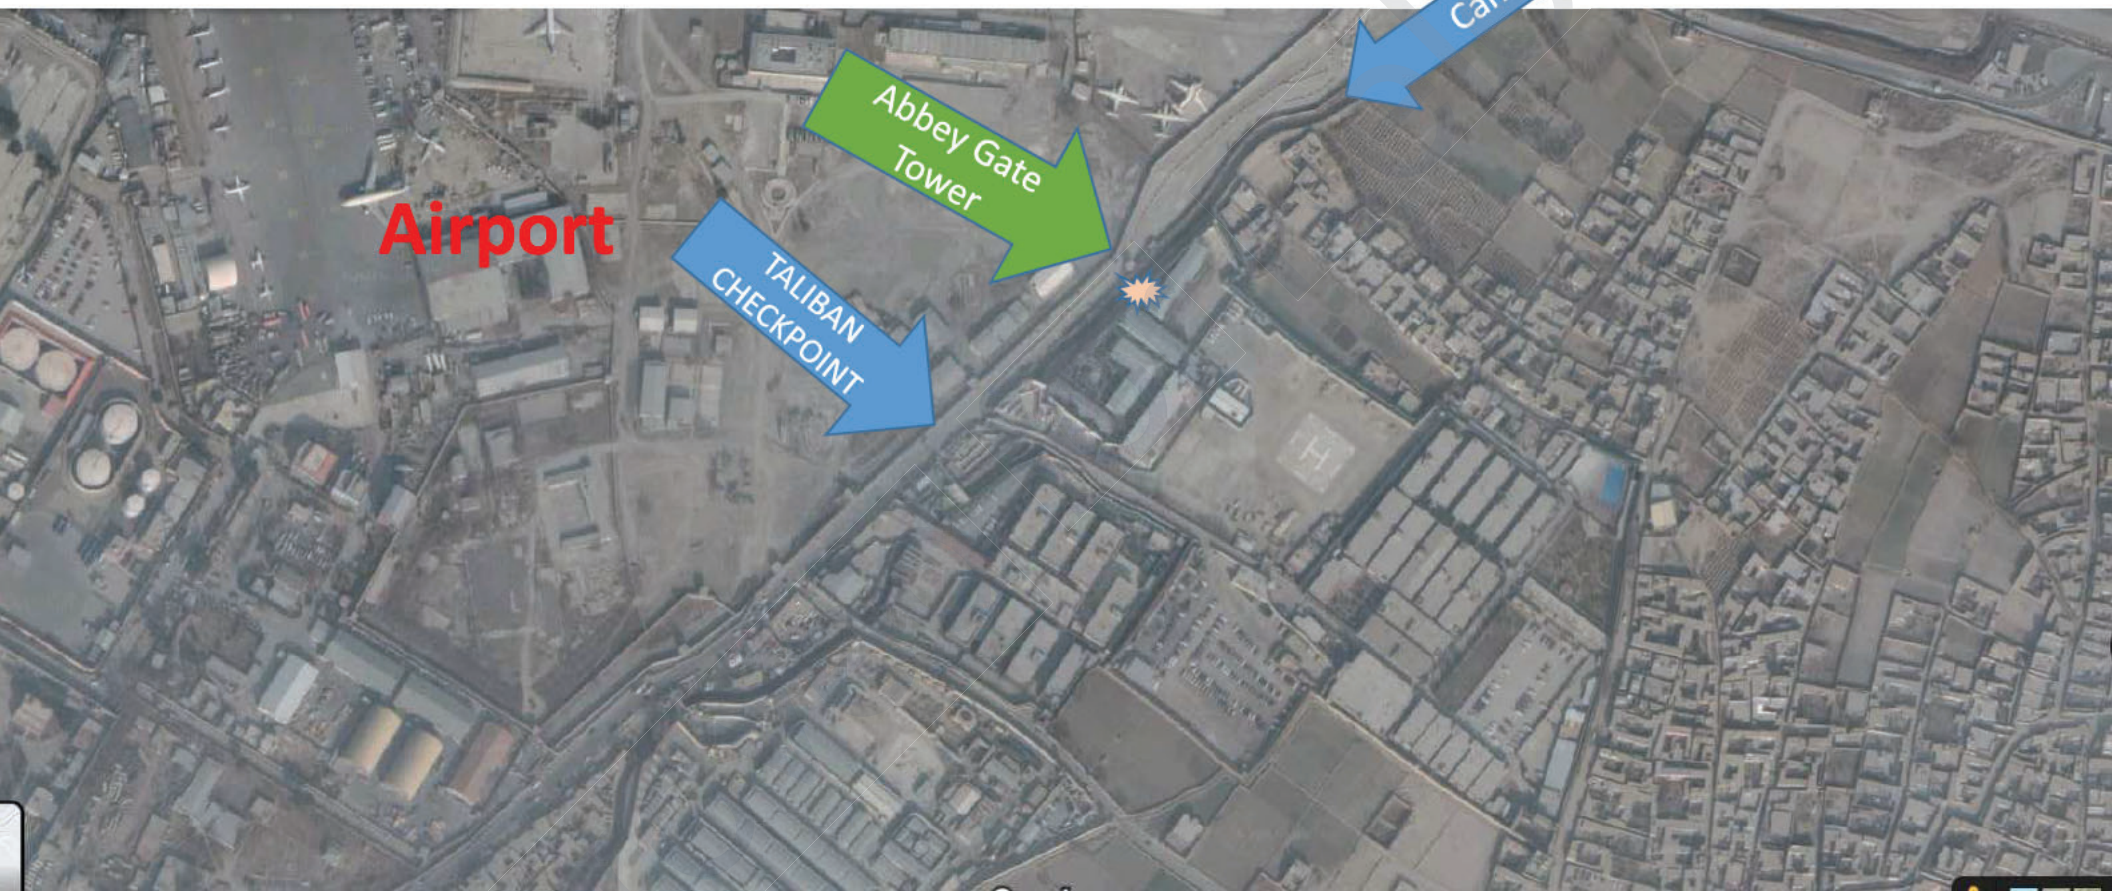 Abbey Gate
Tower
TALIBAN
CHECKPOINT
Airport
H